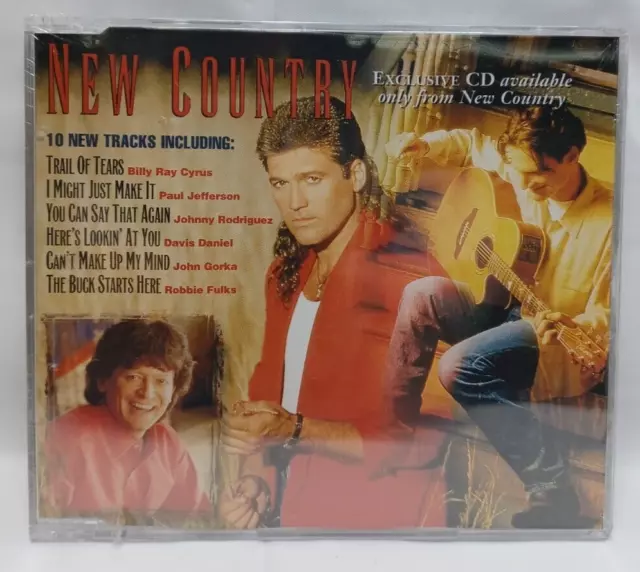 NEW COUNTRY
EXCLUSIVE CD available
only from New Country
10 NEW TRACKS INCLUDING:
TRAIL OF TEARS Billy Ray Cyrus
I MIGHT JUST MAKE IT Paul Jefferson
YOU CAN SAY THAT AGAIN Johnny Rodriguez
HERE'S LOOKIN' AT YOU Davis Daniel
CAN'T MAKE UP MY MIND John Gorka
THE BUCK STARTS HERE Robbie Fulks